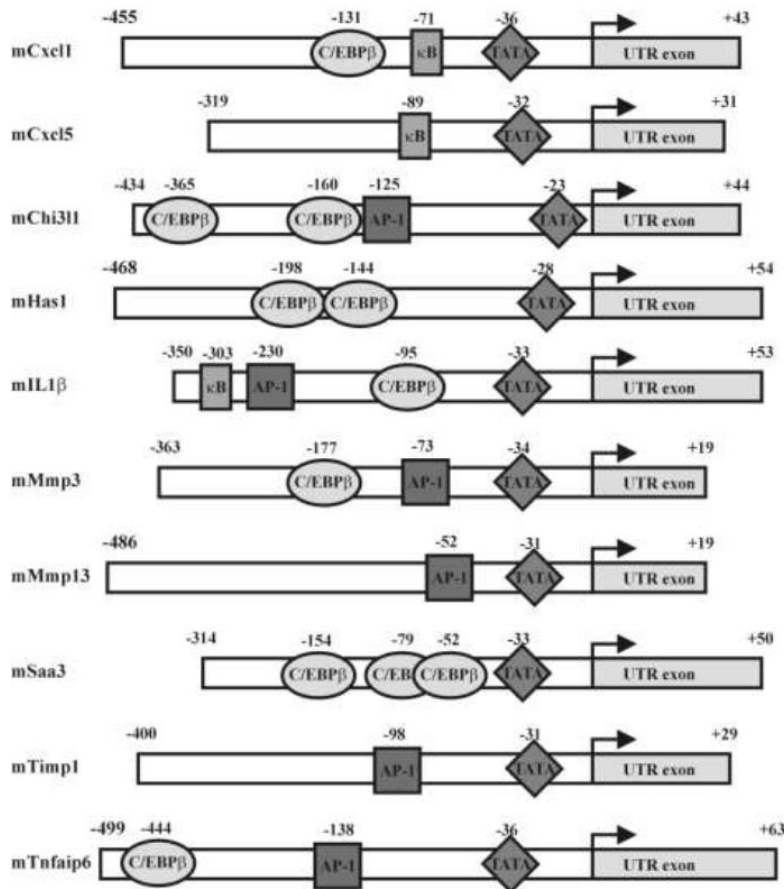 -455 -131 -71 -36 +43
mCxcl1 C/EBPβ κB TATA UTR exon
-319 -89 -32 +31
mCxcl5 κB TATA UTR exon
-434 -365 -160 -125 -23 +44
mChi3l1 C/EBPβ C/EBPβ AP-1 TATA UTR exon
-468 -198 -144 -28 +54
mHas1 C/EBPβ C/EBPβ TATA UTR exon
-350 -303 -230 -95 -33 +53
mIL1β κB AP-1 C/EBPβ TATA UTR exon
-363 -177 -73 -34 +19
mMmp3 C/EBPβ AP-1 TATA UTR exon
-486 -52 -31 +19
mMmp13 AP-1 TATA UTR exon
-314 -154 -79 -52 -33 +50
mSaa3 C/EBPβ C/EB C/EBPβ TATA UTR exon
-400 -98 -31 +29
mTimp1 AP-1 TATA UTR exon
-499 -444 -138 -36 +63
mTnfaip6 C/EBPβ AP-1 TATA UTR exon